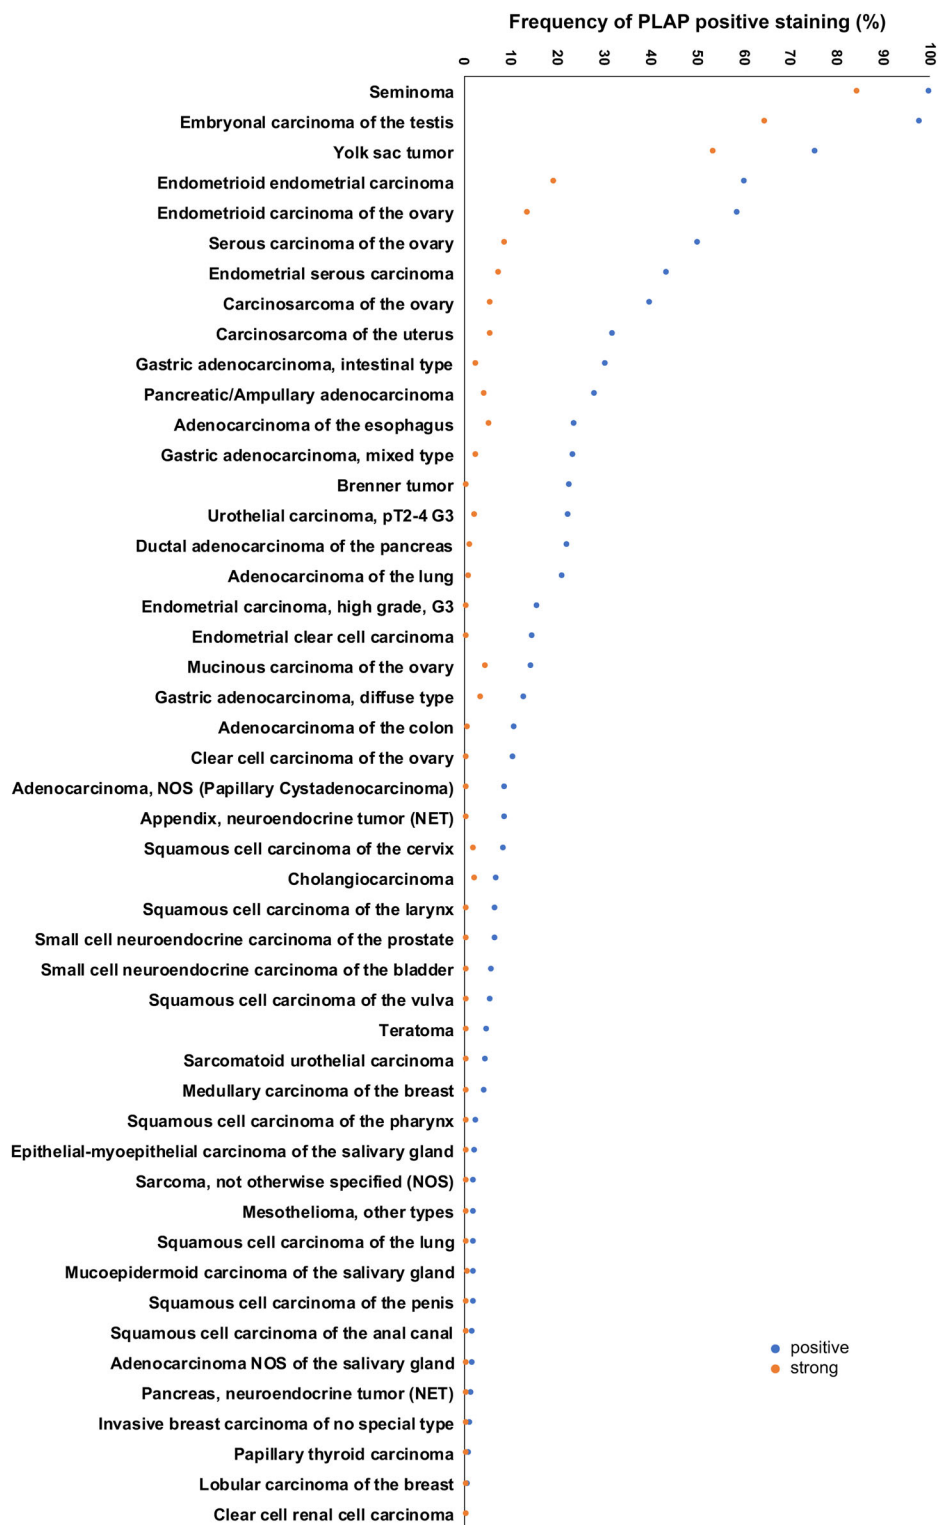 Frequency of PLAP positive staining (%)
0 10 20 30 40 50 60 70 80 90 100
Seminoma
Embryonal carcinoma of the testis
Yolk sac tumor
Endometrioid endometrial carcinoma
Endometrioid carcinoma of the ovary
Serous carcinoma of the ovary
Endometrial serous carcinoma
Carcinosarcoma of the ovary
Carcinosarcoma of the uterus
Gastric adenocarcinoma, intestinal type
Pancreatic/Ampullary adenocarcinoma
Adenocarcinoma of the esophagus
Gastric adenocarcinoma, mixed type
Brenner tumor
Urothelial carcinoma, pT2-4 G3
Ductal adenocarcinoma of the pancreas
Adenocarcinoma of the lung
Endometrial carcinoma, high grade, G3
Endometrial clear cell carcinoma
Mucinous carcinoma of the ovary
Gastric adenocarcinoma, diffuse type
Adenocarcinoma of the colon
Clear cell carcinoma of the ovary
Adenocarcinoma, NOS (Papillary Cystadenocarcinoma)
Appendix, neuroendocrine tumor (NET)
Squamous cell carcinoma of the cervix
Cholangiocarcinoma
Squamous cell carcinoma of the larynx
Small cell neuroendocrine carcinoma of the prostate
Small cell neuroendocrine carcinoma of the bladder
Squamous cell carcinoma of the vulva
Teratoma
Sarcomatoid urothelial carcinoma
Medullary carcinoma of the breast
Squamous cell carcinoma of the pharynx
Epithelial-myoepithelial carcinoma of the salivary gland
Sarcoma, not otherwise specified (NOS)
Mesothelioma, other types
Squamous cell carcinoma of the lung
Mucoepidermoid carcinoma of the salivary gland
Squamous cell carcinoma of the penis
Squamous cell carcinoma of the anal canal
Adenocarcinoma NOS of the salivary gland
Pancreas, neuroendocrine tumor (NET)
Invasive breast carcinoma of no special type
Papillary thyroid carcinoma
Lobular carcinoma of the breast
Clear cell renal cell carcinoma
positive
strong